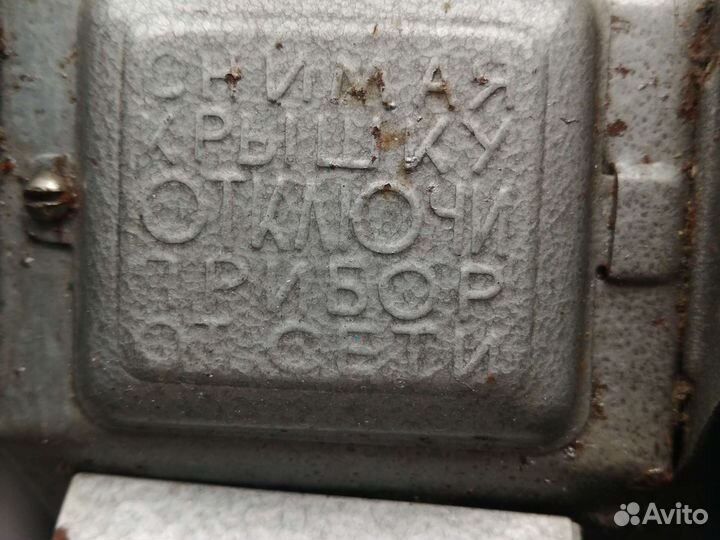 СНИМАЯ
КРЫШКУ
ОТКЛЮЧИ
ПРИБОР
ОТ СЕТИ
Avito